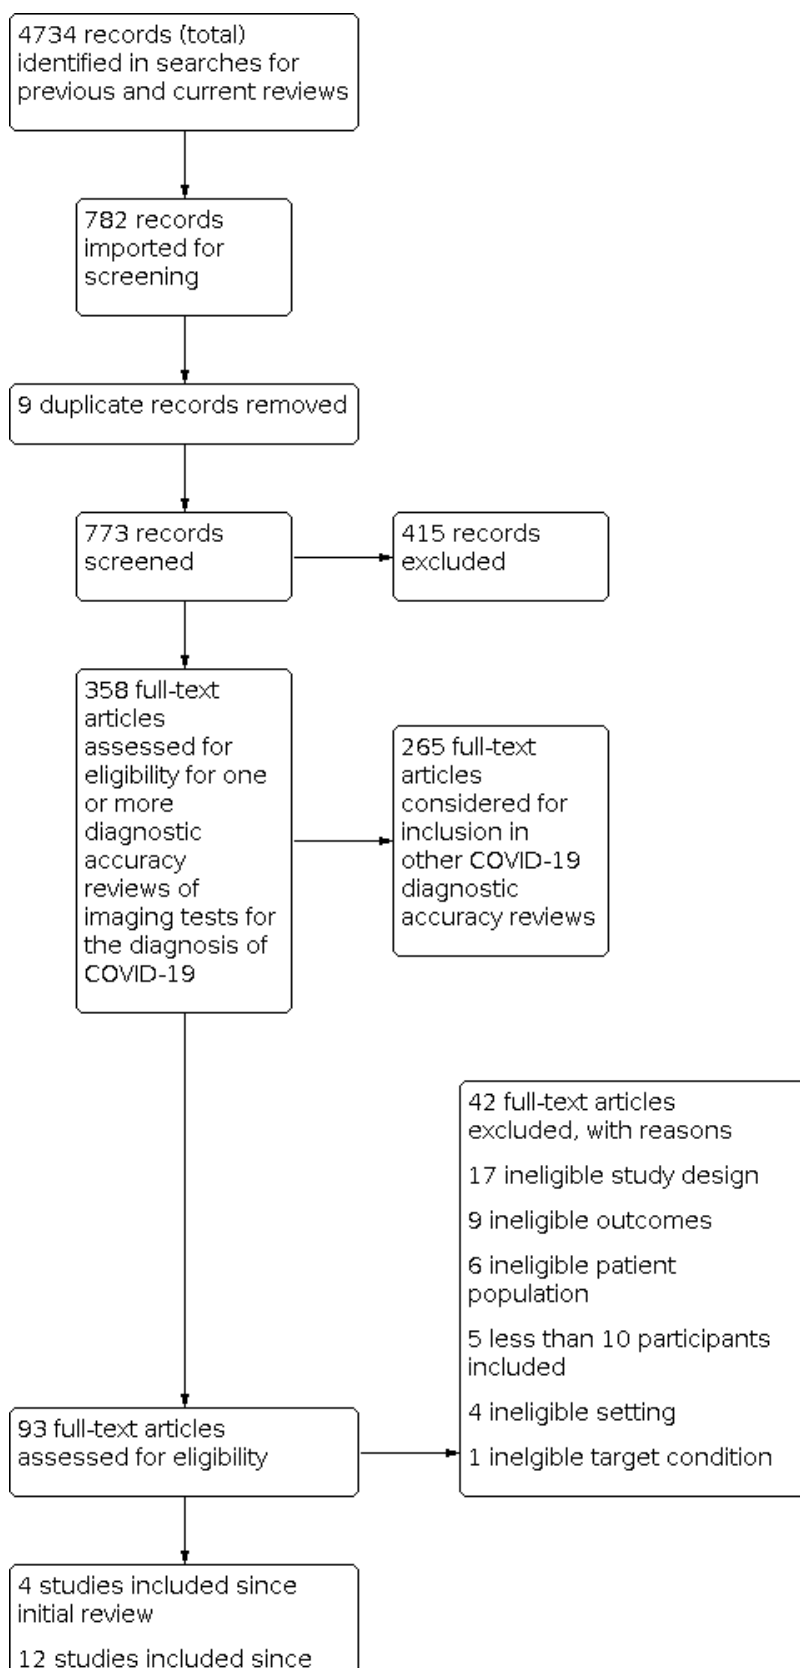 4734 records (total)
identified in searches for
previous and current reviews
782 records
imported for
screening
9 duplicate records removed
773 records
screened
415 records
excluded
358 full-text
articles
assessed for
eligibility for one
or more
diagnostic
accuracy
reviews of
imaging tests for
the diagnosis of
COVID-19
265 full-text
articles
considered for
inclusion in
other COVID-19
diagnostic
accuracy reviews
93 full-text articles
assessed for eligibility
42 full-text articles
excluded, with reasons
17 ineligible study design
9 ineligible outcomes
6 ineligible patient
population
5 less than 10 participants
included
4 ineligible setting
1 inelgible target condition
4 studies included since
initial review
12 studies included since